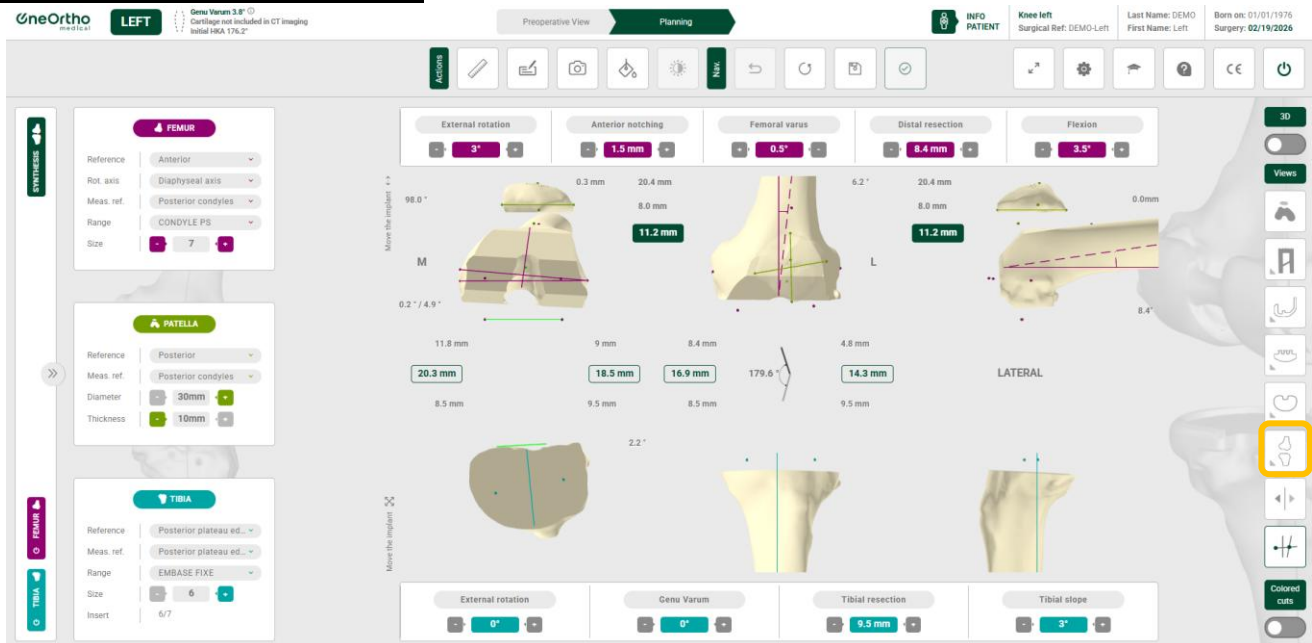 OneOrtho
medical
LEFT
Genu Varum 3.8°
Cartilage not included in CT imaging
Initial HKA 176.2°
Preoperative View
Planning
INFO
PATIENT
Knee left
Surgical Ref: DEMO-Left
Last Name: DEMO
First Name: Left
Born on: 01/01/1976
Surgery: 02/19/2026
Actions
Nav.
CE
SYNTHESIS
FEMUR
Reference Anterior
Rot. axis Diaphyseal axis
Meas. ref. Posterior condyles
Range CONDYLE PS
Size - 7 +
PATELLA
Reference Posterior
Meas. ref. Posterior condyles
Diameter - 30mm +
Thickness - 10mm +
TIBIA
Reference Posterior plateau ed...
Meas. ref. Posterior plateau ed...
Range EMBASE FIXE
Size - 6 +
Insert 6/7
FEMUR
TIBIA
External rotation
- 3° +
Anterior notching
- 1.5 mm +
Femoral varus
+ 0.5° -
Distal resection
- 8.4 mm +
Flexion
- 3.5° +
Move the implant
98.0 °
0.3 mm
20.4 mm
8.0 mm
11.2 mm
6.2 °
20.4 mm
8.0 mm
11.2 mm
0.0mm
M
L
0.2 ° / 4.9 °
8.4°
11.8 mm
9 mm
8.4 mm
4.8 mm
20.3 mm
18.5 mm
16.9 mm
179.6 °
14.3 mm
LATERAL
8.5 mm
9.5 mm
8.5 mm
9.5 mm
2.2 °
Move the implant
External rotation
- 0° +
Genu Varum
- 0° +
Tibial resection
- 9.5 mm +
Tibial slope
- 3° +
3D
Views
Colored
cuts